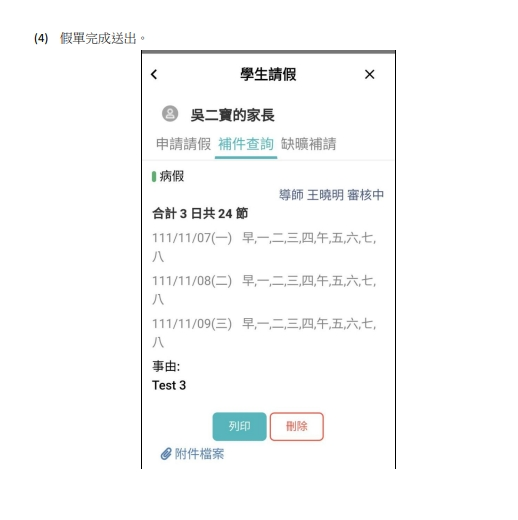 (4) 假單完成送出。
學生請假
吳二寶的家長
申請請假 補件查詢 缺曠補請
病假
導師 王曉明 審核中
合計 3 日共 24 節
111/11/07(一) 早,一,二,三,四,午,五,六,七,
八
111/11/08(二) 早,一,二,三,四,午,五,六,七,
八
111/11/09(三) 早,一,二,三,四,午,五,六,七,
八
事由:
Test 3
列印 刪除
附件檔案